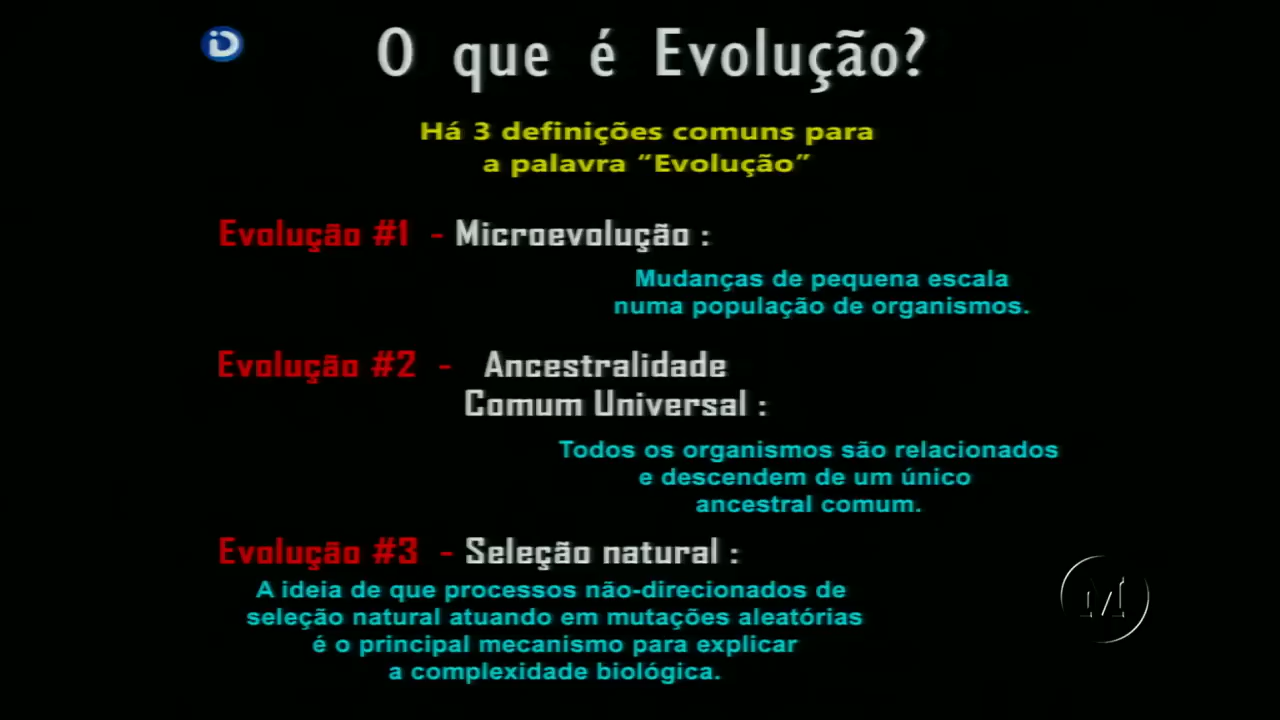 iD
O que é Evolução?
Há 3 definições comuns para
a palavra “Evolução”
Evolução #1 - Microevolução :
Mudanças de pequena escala
numa população de organismos.
Evolução #2 - Ancestralidade
Comum Universal :
Todos os organismos são relacionados
e descendem de um único
ancestral comum.
Evolução #3 - Seleção natural :
A ideia de que processos não-direcionados de
seleção natural atuando em mutações aleatórias
é o principal mecanismo para explicar
a complexidade biológica.
M